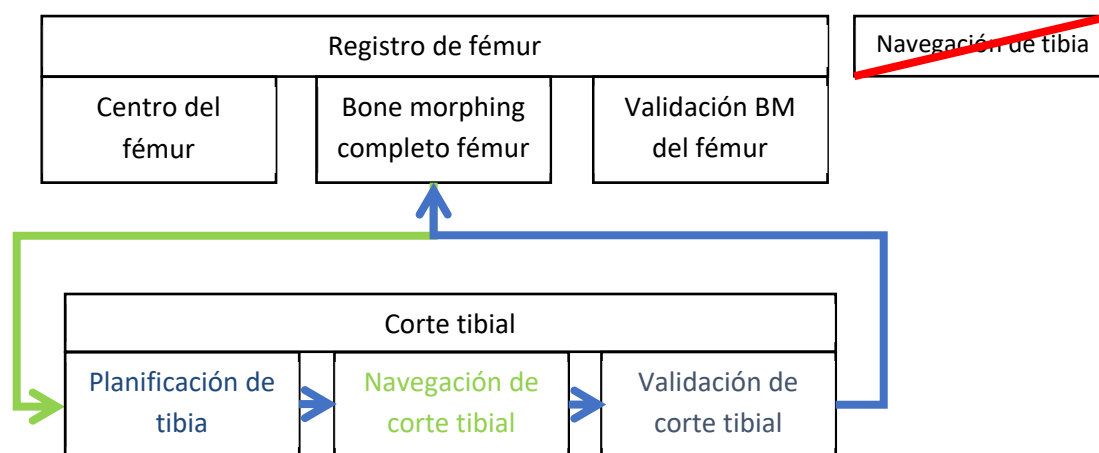 Registro de fémur
Navegación de tibia
Centro del
fémur
Bone morphing
completo fémur
Validación BM
del fémur
Corte tibial
Planificación de
tibia
Navegación de
corte tibial
Validación de
corte tibial